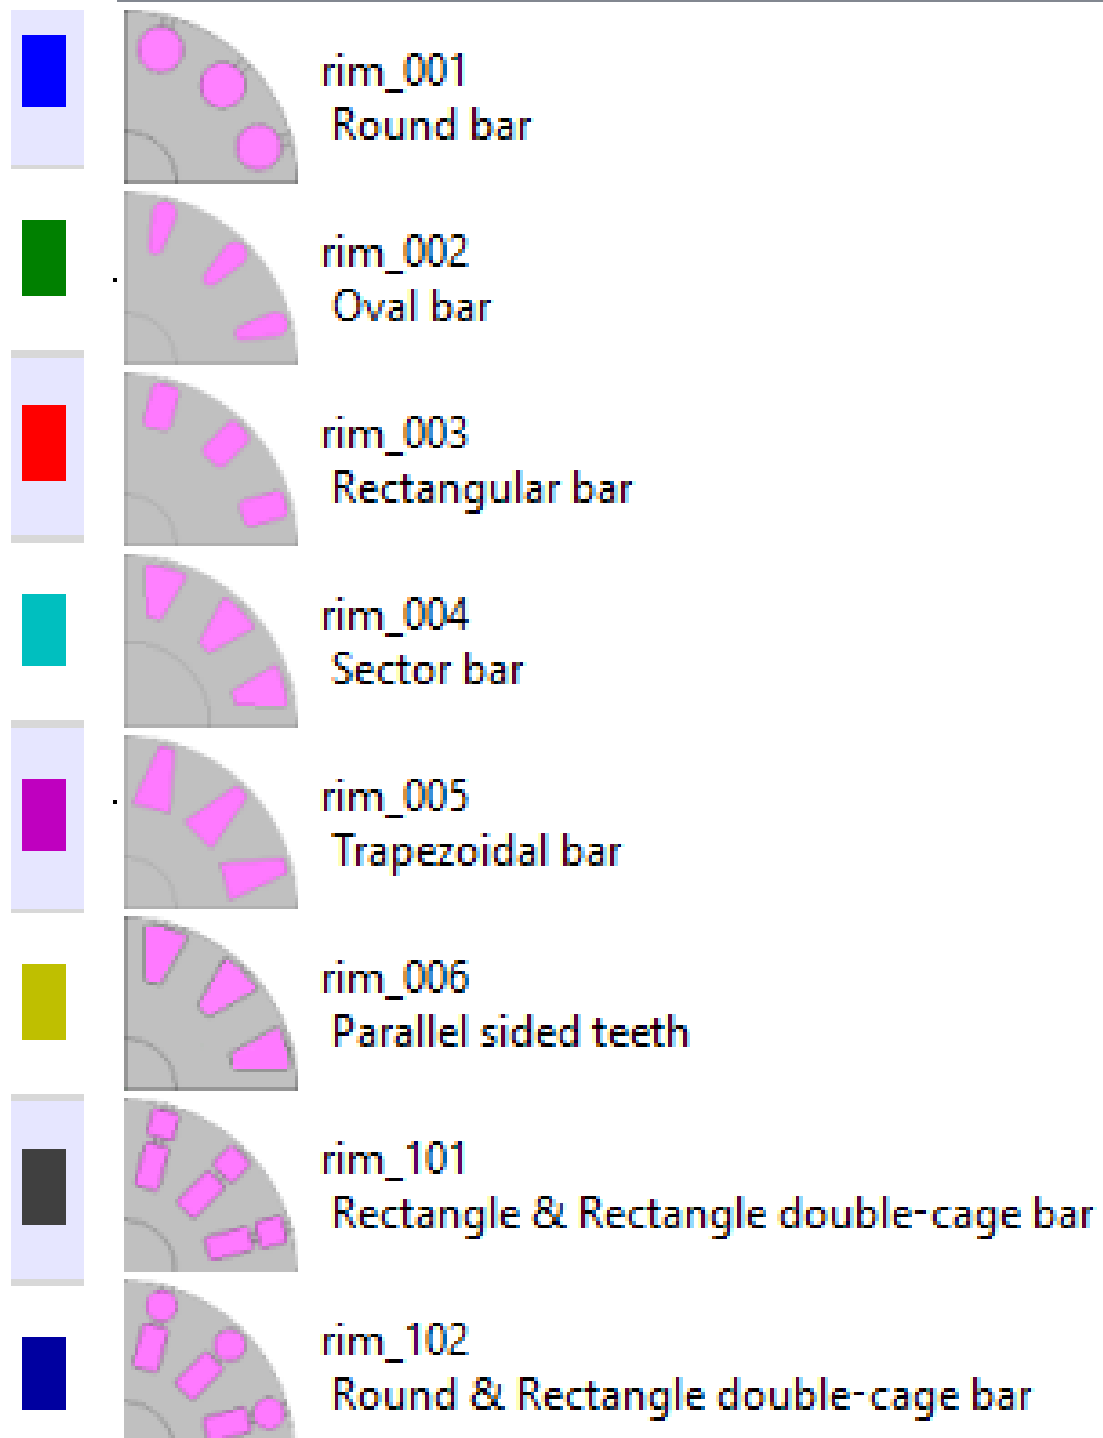 rim_001
Round bar
rim_002
Oval bar
rim_003
Rectangular bar
rim_004
Sector bar
rim_005
Trapezoidal bar
rim_006
Parallel sided teeth
rim_101
Rectangle & Rectangle double-cage bar
rim_102
Round & Rectangle double-cage bar